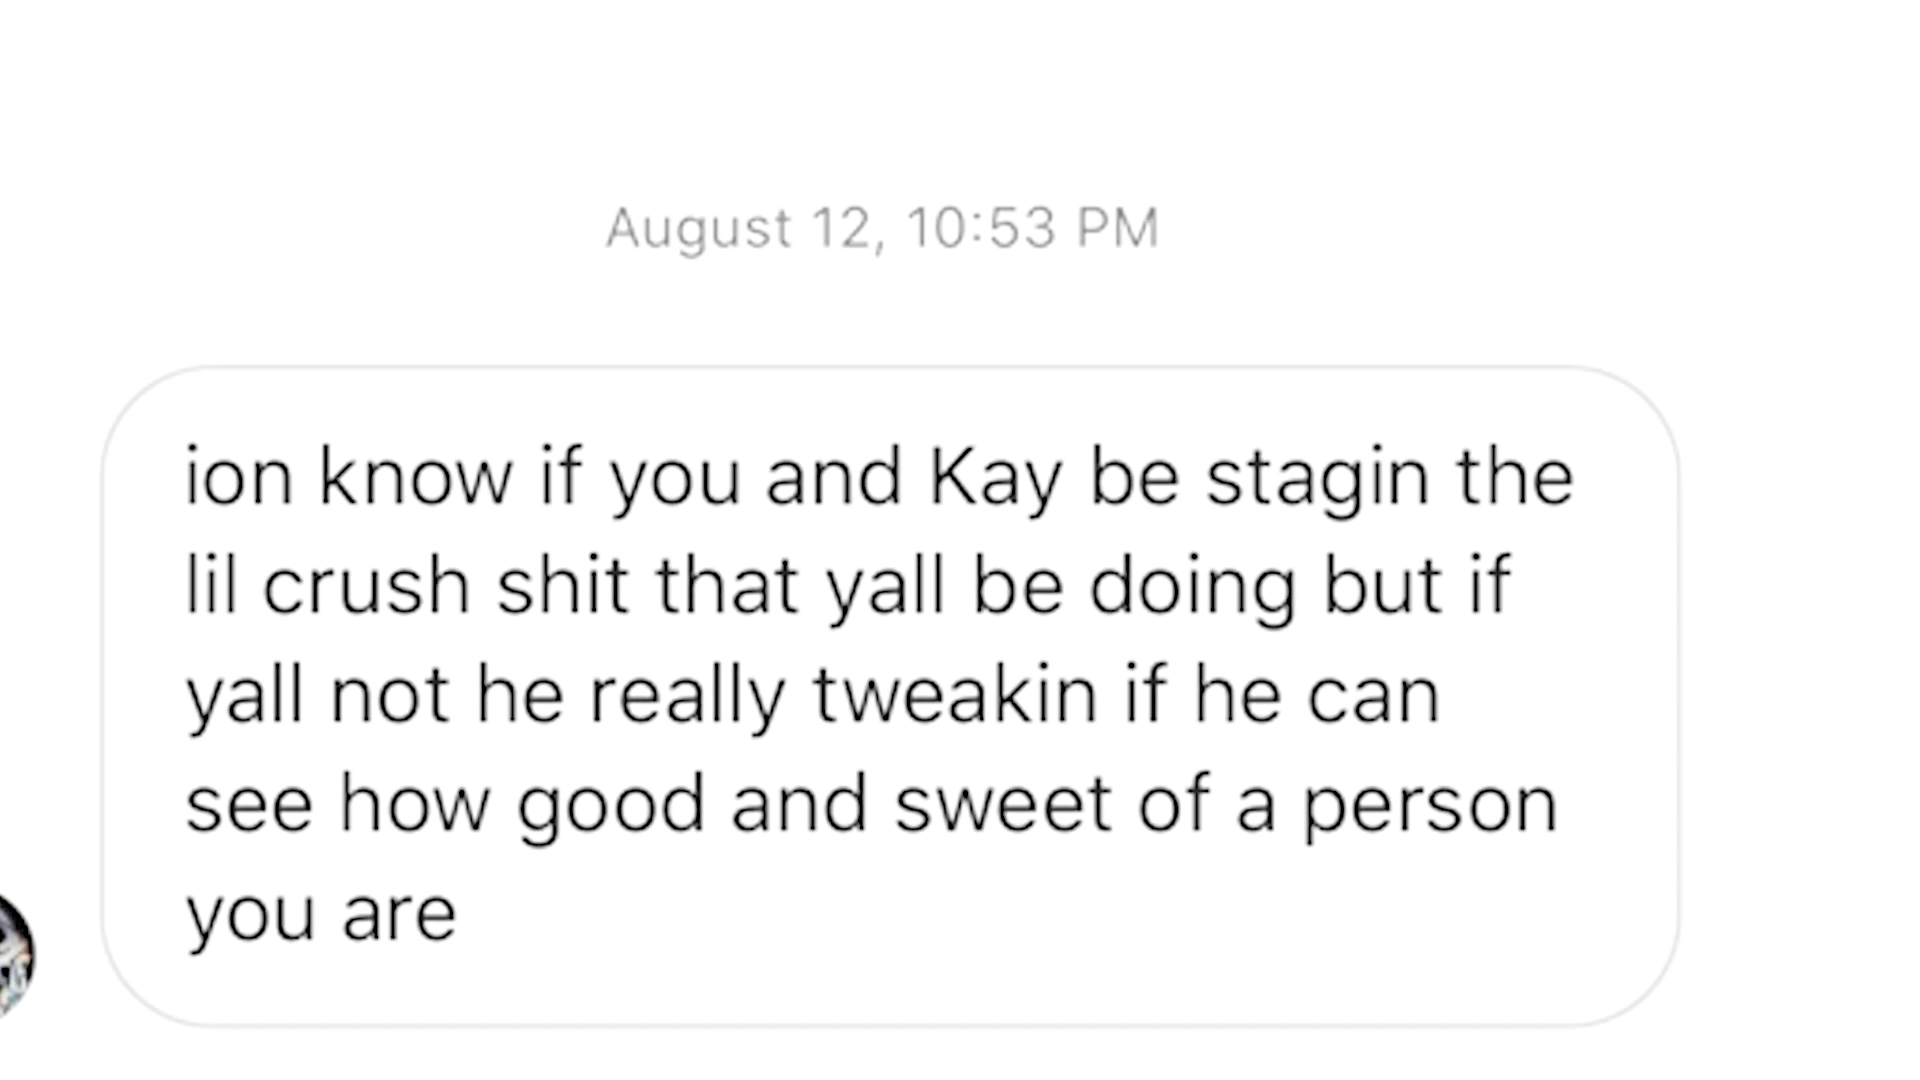 August 12, 10:53 PM
ion know if you and Kay be stagin the
lil crush shit that yall be doing but if
yall not he really tweakin if he can
see how good and sweet of a person
you are